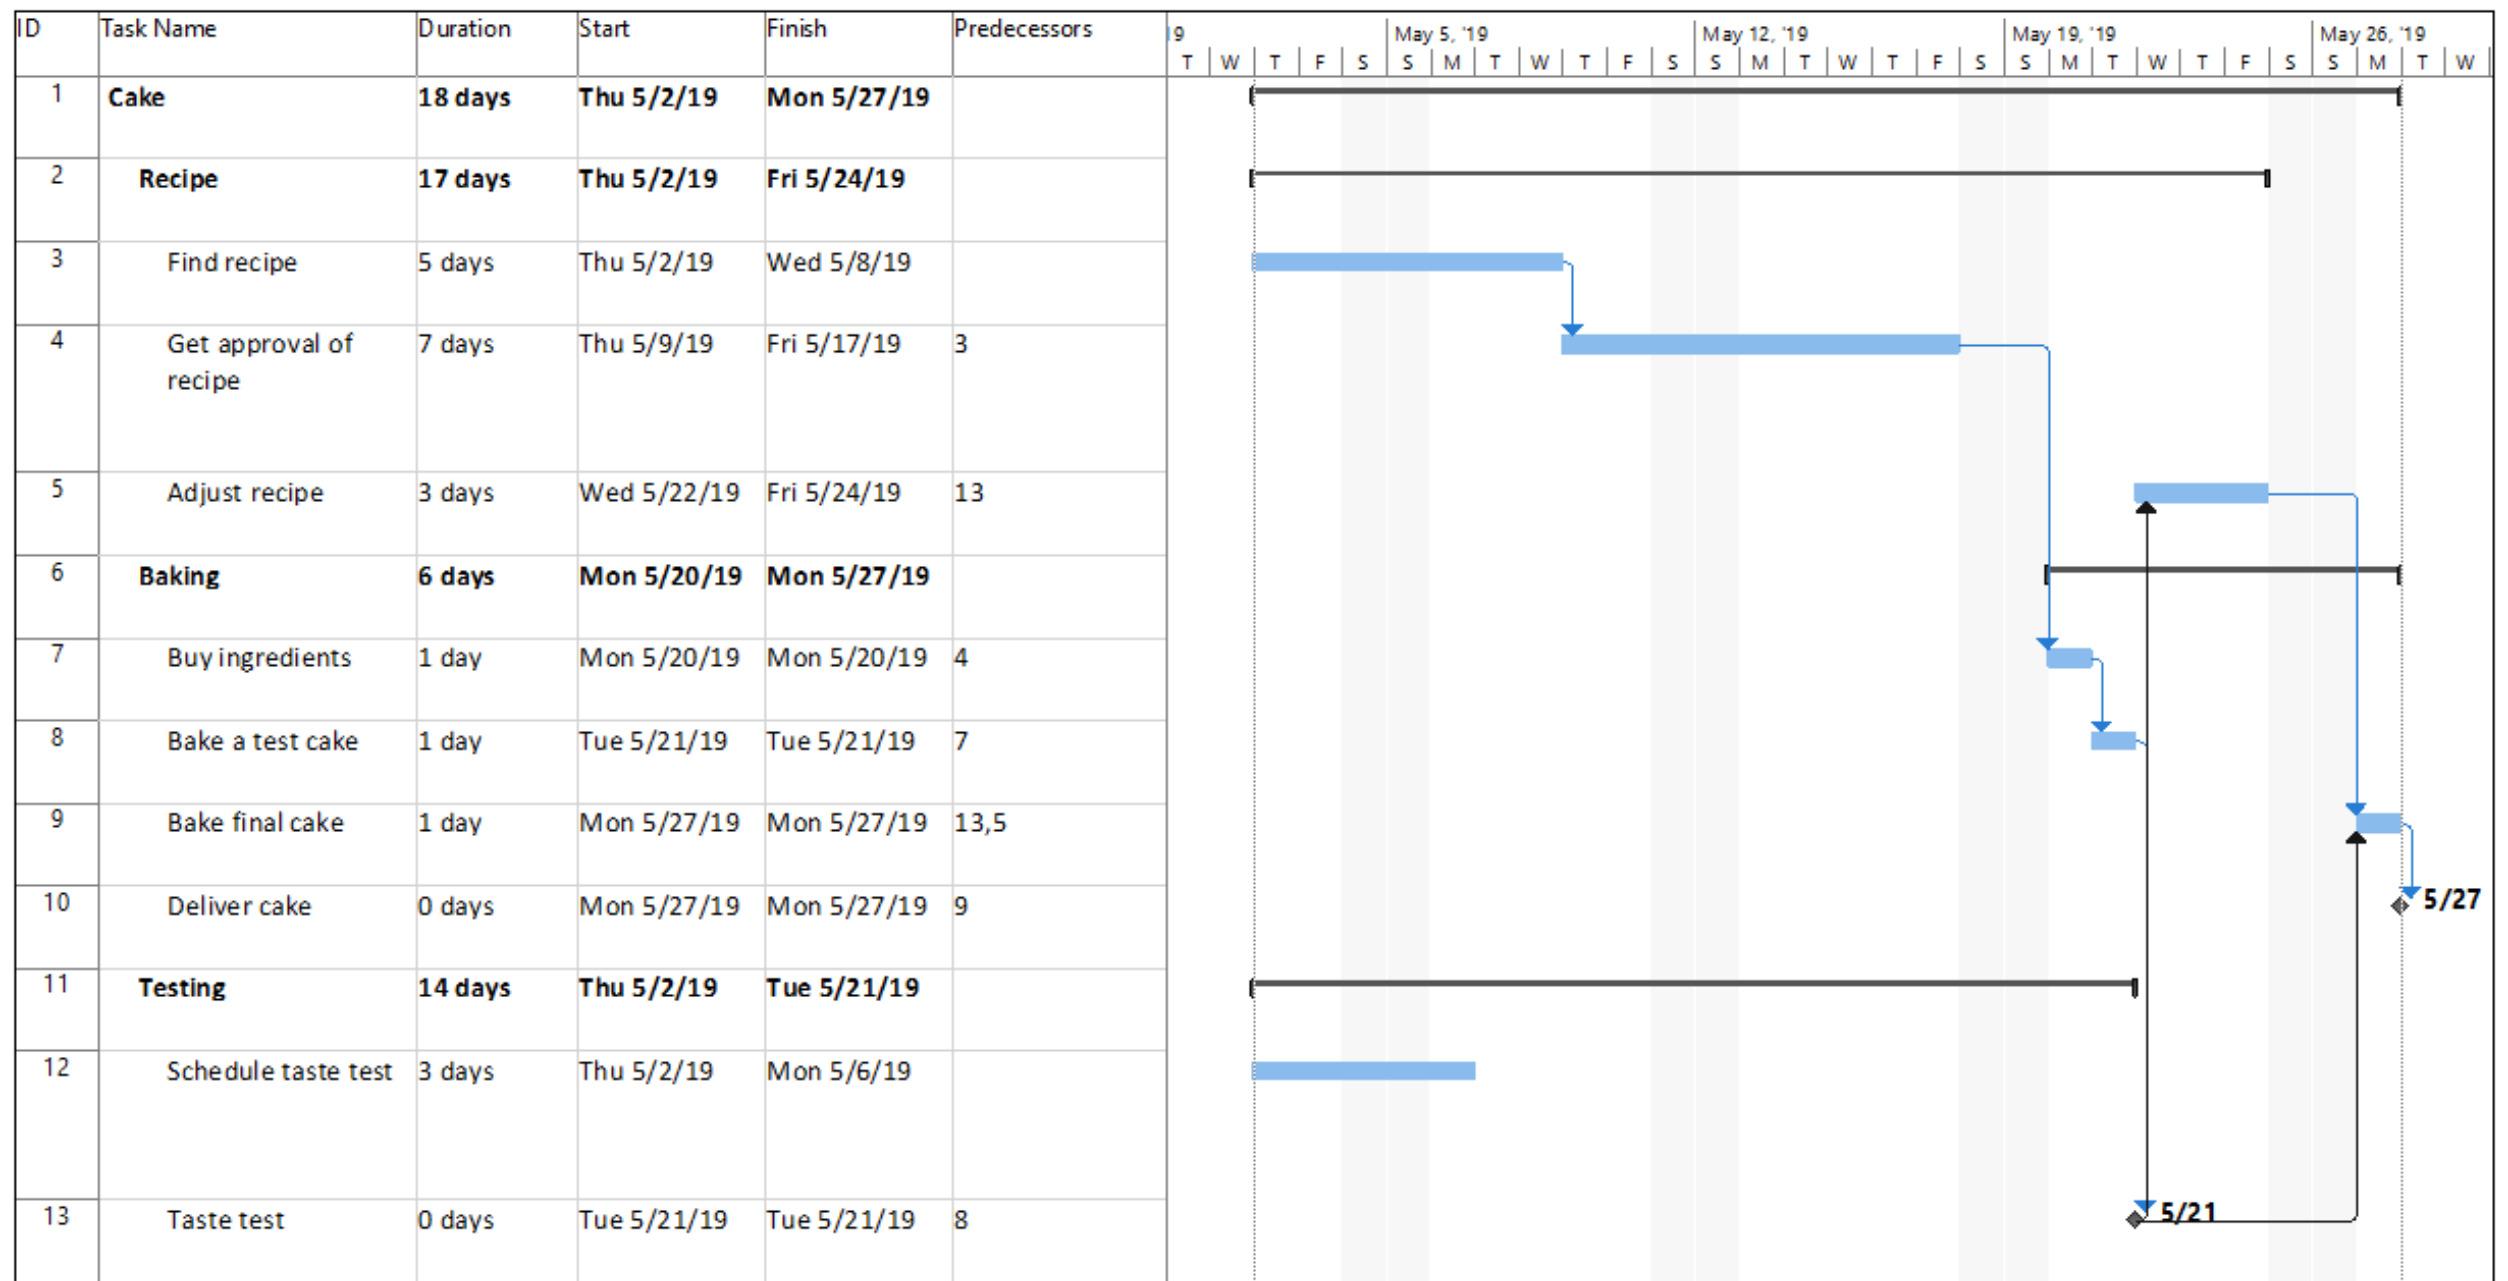 ID Task Name Duration Start Finish Predecessors
19 May 5, '19 May 12, '19 May 19, '19 May 26, '19
T W T F S S M T W T F S S M T W T F S S M T W T F S S M T W
1 Cake 18 days Thu 5/2/19 Mon 5/27/19
2 Recipe 17 days Thu 5/2/19 Fri 5/24/19
3 Find recipe 5 days Thu 5/2/19 Wed 5/8/19
4 Get approval of 7 days Thu 5/9/19 Fri 5/17/19 3
recipe
5 Adjust recipe 3 days Wed 5/22/19 Fri 5/24/19 13
6 Baking 6 days Mon 5/20/19 Mon 5/27/19
7 Buy ingredients 1 day Mon 5/20/19 Mon 5/20/19 4
8 Bake a test cake 1 day Tue 5/21/19 Tue 5/21/19 7
9 Bake final cake 1 day Mon 5/27/19 Mon 5/27/19 13,5
10 Deliver cake 0 days Mon 5/27/19 Mon 5/27/19 9 5/27
11 Testing 14 days Thu 5/2/19 Tue 5/21/19
12 Schedule taste test 3 days Thu 5/2/19 Mon 5/6/19
13 Taste test 0 days Tue 5/21/19 Tue 5/21/19 8 5/21